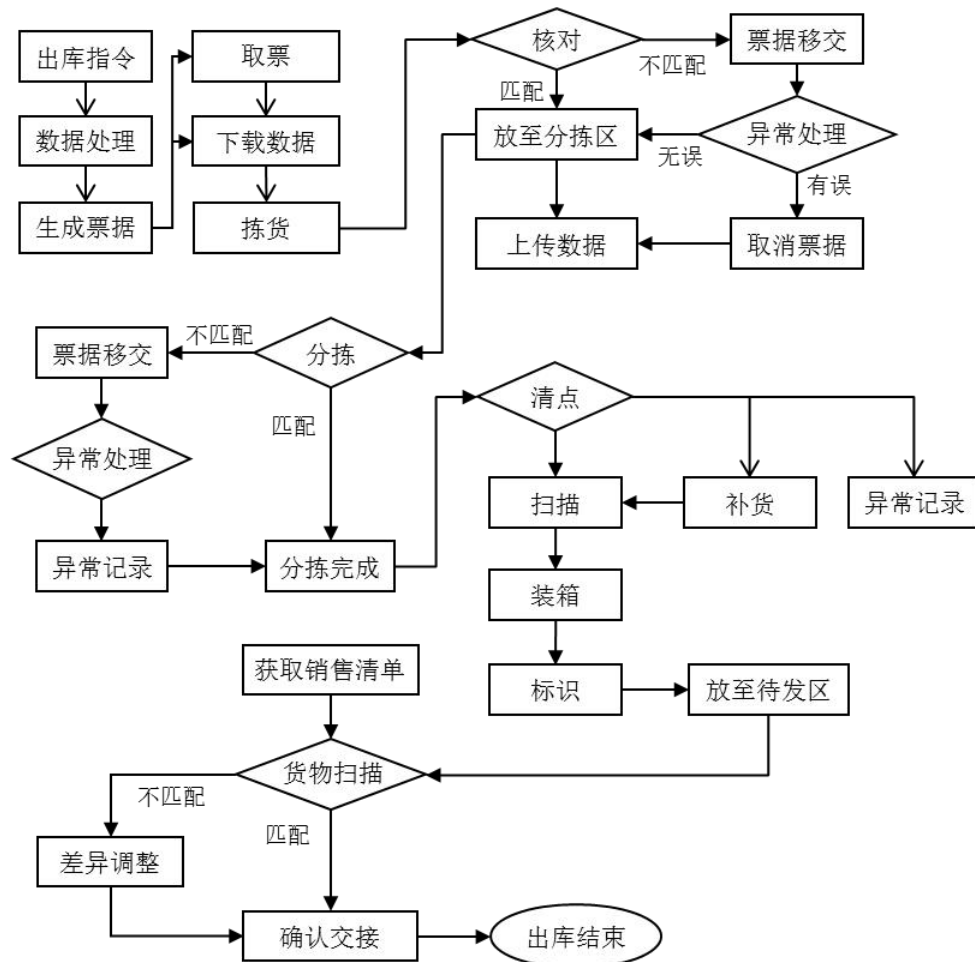 出库指令
数据处理
生成票据
取票
下载数据
拣货
核对
不匹配
匹配
票据移交
异常处理
无误
有误
放至分拣区
上传数据
取消票据
票据移交
不匹配
分拣
匹配
异常处理
异常记录
分拣完成
清点
扫描
补货
异常记录
装箱
标识
放至待发区
获取销售清单
货物扫描
不匹配
匹配
差异调整
确认交接
出库结束